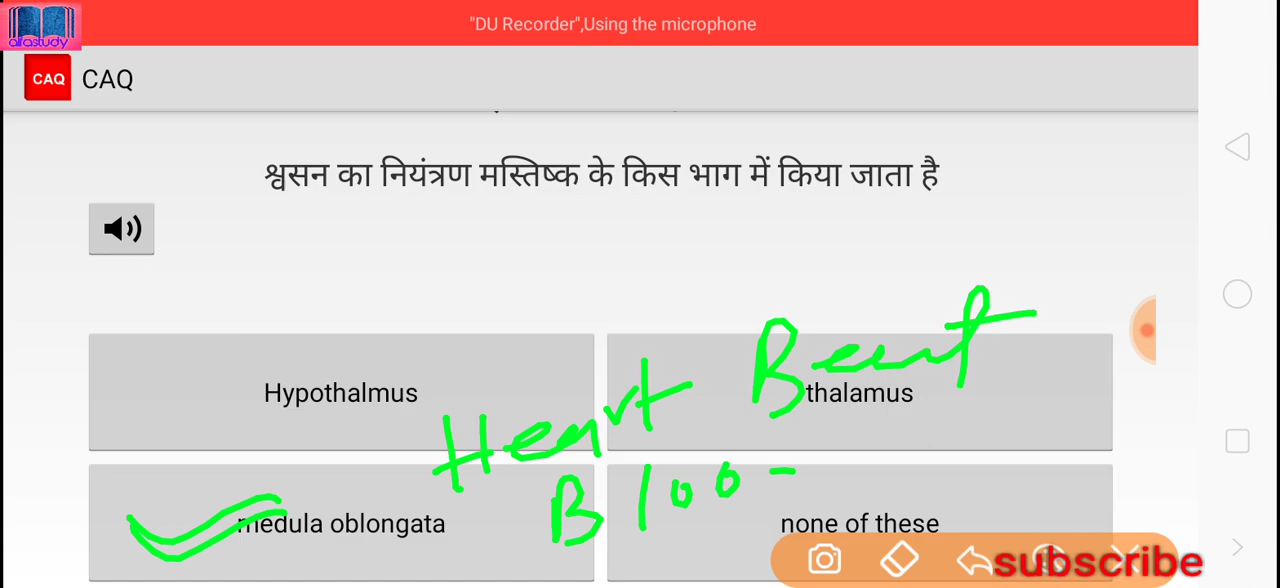 alfastudy
"DU Recorder",Using the microphone
CAQ CAQ
श्वसन का नियंत्रण मस्तिष्क के किस भाग में किया जाता है
Heart Beat
Hypothalmus thalamus
Bloo
medula oblongata none of these
subscribe